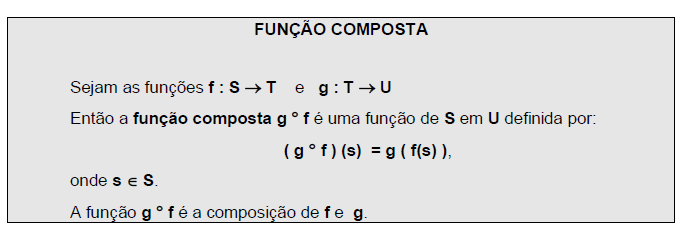 FUNÇÃO COMPOSTA
Sejam as funções f : S → T e g : T → U
Então a função composta g ° f é uma função de S em U definida por:
( g ° f ) (s) = g ( f(s) ),
onde s ∈ S.
A função g ° f é a composição de f e g.